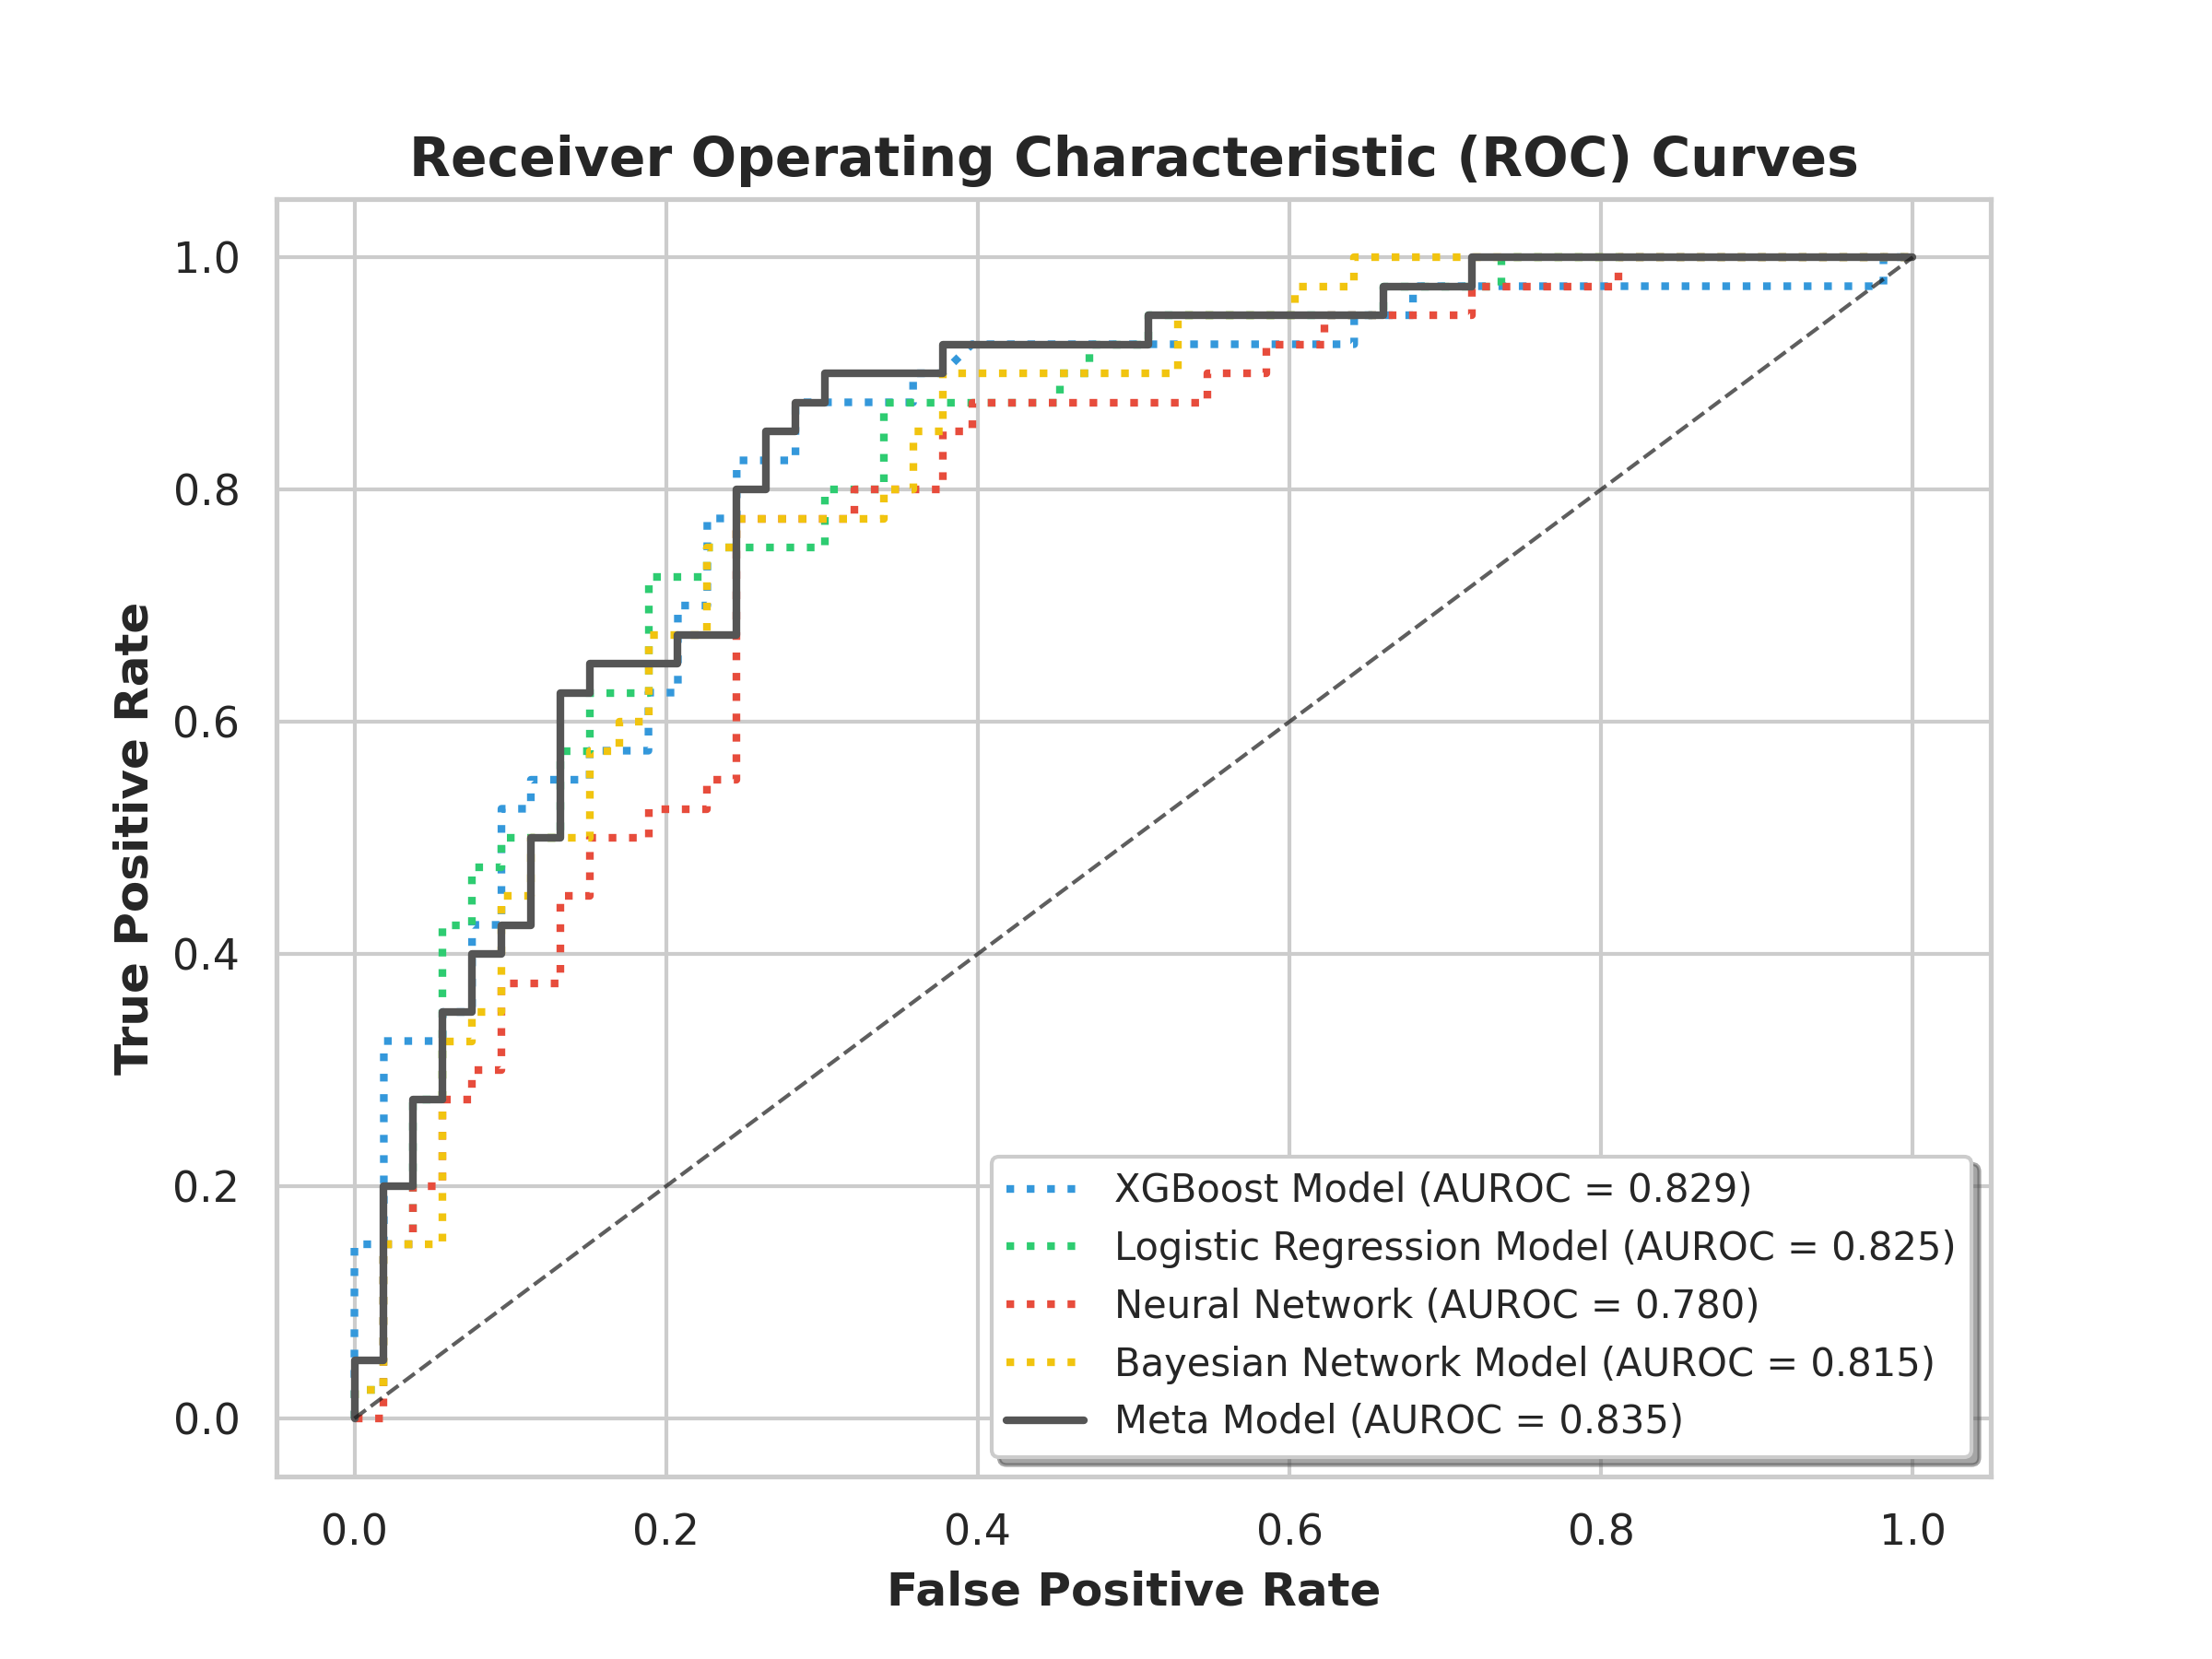 Receiver Operating Characteristic (ROC) Curves
True Positive Rate
1.0
0.8
0.6
0.4
0.2
0.0
XGBoost Model (AUROC = 0.829)
Logistic Regression Model (AUROC = 0.825)
Neural Network (AUROC = 0.780)
Bayesian Network Model (AUROC = 0.815)
Meta Model (AUROC = 0.835)
0.0 0.2 0.4 0.6 0.8 1.0
False Positive Rate